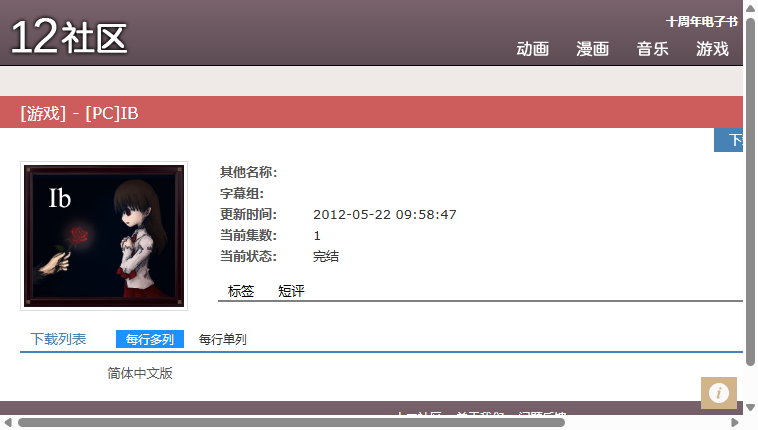 12社区
十周年电子书
动画 漫画 音乐 游戏
[游戏] - [PC]IB
Ib
其他名称:
字幕组:
更新时间: 2012-05-22 09:58:47
当前集数: 1
当前状态: 完结
标签 短评
下载列表 每行多列 每行单列
简体中文版